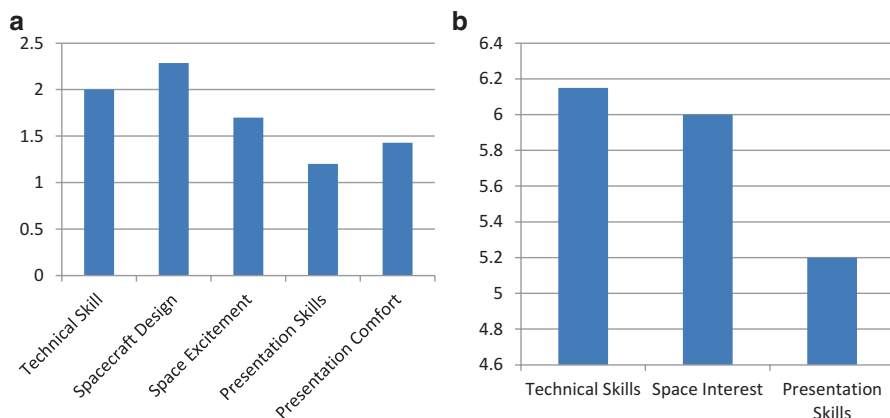 a
2.5
2
1.5
1
0.5
0
Technical Skill
Spacecraft Design
Space Excitement
Presentation Skills
Presentation Comfort
b
6.4
6.2
6
5.8
5.6
5.4
5.2
5
4.8
4.6
Technical Skills
Space Interest
Presentation
Skills